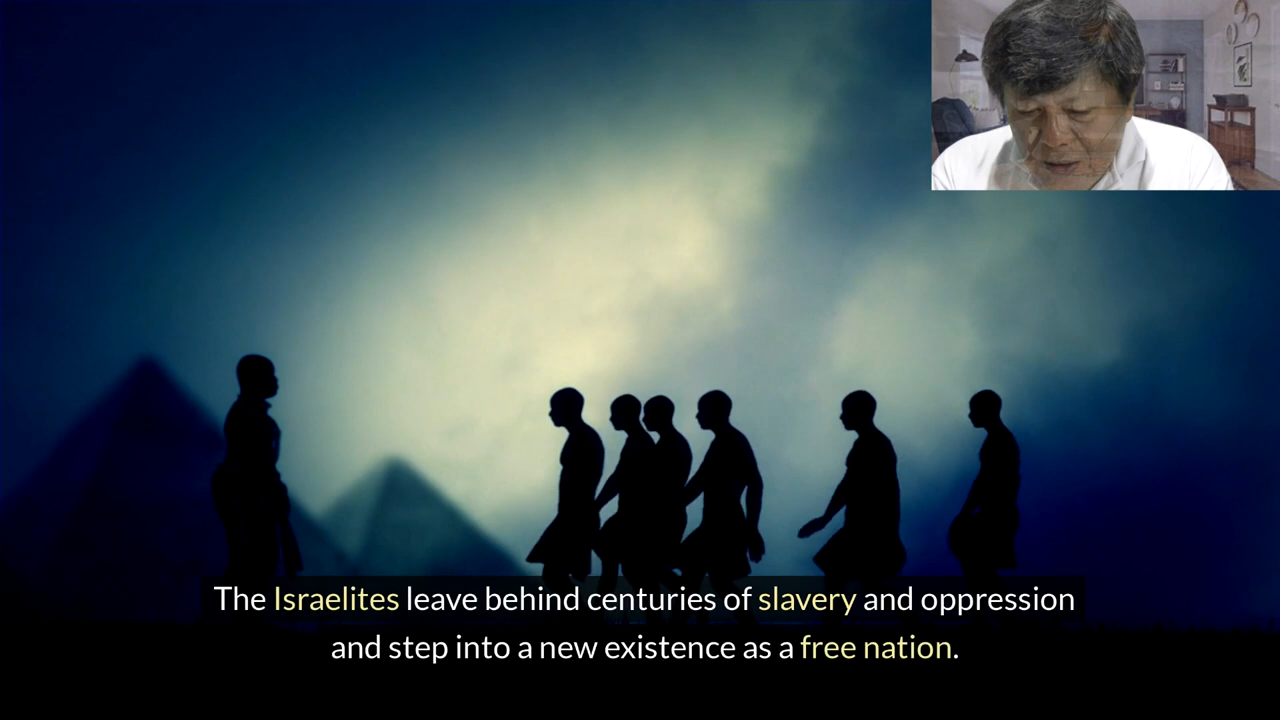 The Israelites leave behind centuries of slavery and oppression
and step into a new existence as a free nation.